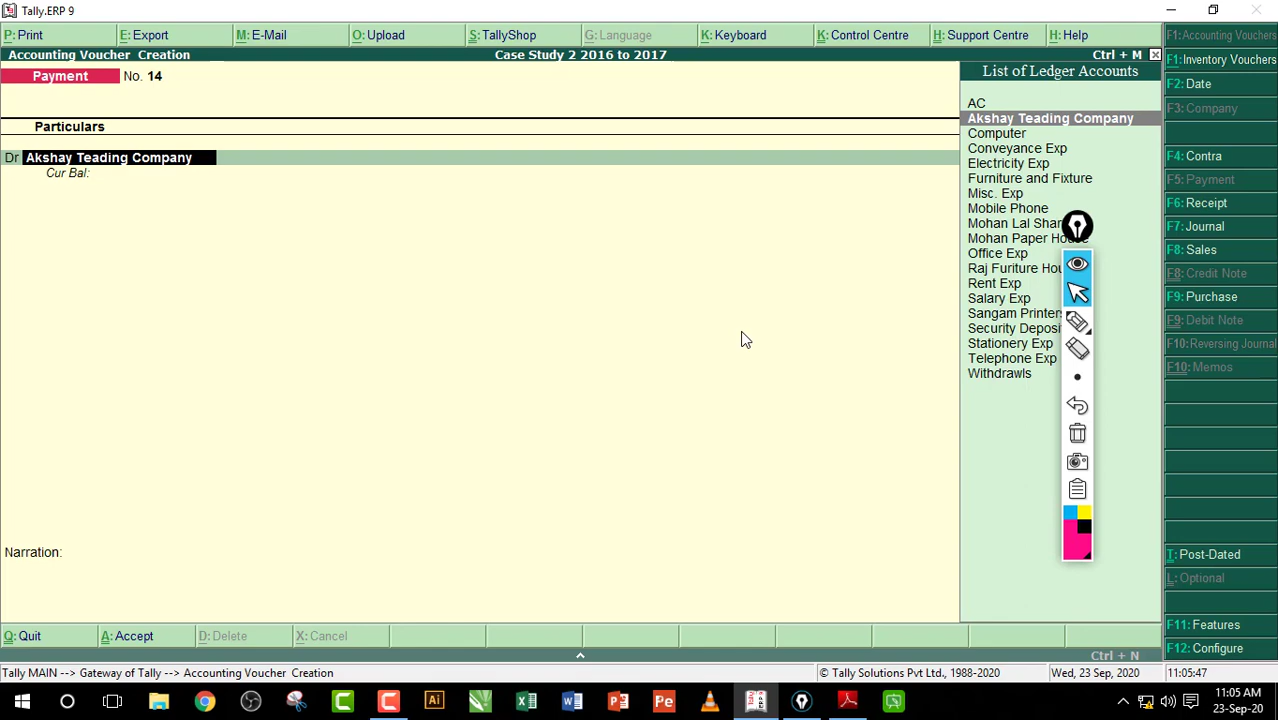 Tally.ERP 9
P: Print
E: Export
M: E-Mail
O: Upload
S: TallyShop
G: Language
K: Keyboard
K: Control Centre
H: Support Centre
H: Help
F1: Accounting Vouchers
Accounting Voucher Creation
Case Study 2 2016 to 2017
Ctrl + M
Payment No. 14
Particulars
Dr Akshay Teading Company
Cur Bal:
Narration:
List of Ledger Accounts
AC
Akshay Teading Company
Computer
Conveyance Exp
Electricity Exp
Furniture and Fixture
Misc. Exp
Mobile Phone
Mohan Lal
Mohan Paper
Office Exp
Raj Furiture
Rent Exp
Salary Exp
Sangam Printers
Security
Stationery Exp
Telephone Exp
Withdrawls
F1: Inventory Vouchers
F2: Date
F3: Company
F4: Contra
F5: Payment
F6: Receipt
F7: Journal
F8: Sales
F8: Credit Note
F9: Purchase
F9: Debit Note
F10: Reversing Journal
F10: Memos
T: Post-Dated
L: Optional
F11: Features
F12: Configure
Q: Quit
A: Accept
D: Delete
X: Cancel
Ctrl + N
Tally MAIN --> Gateway of Tally --> Accounting Voucher Creation
© Tally Solutions Pvt Ltd., 1988-2020
Wed, 23 Sep, 2020
11:05:47
11:05 AM
23-Sep-20